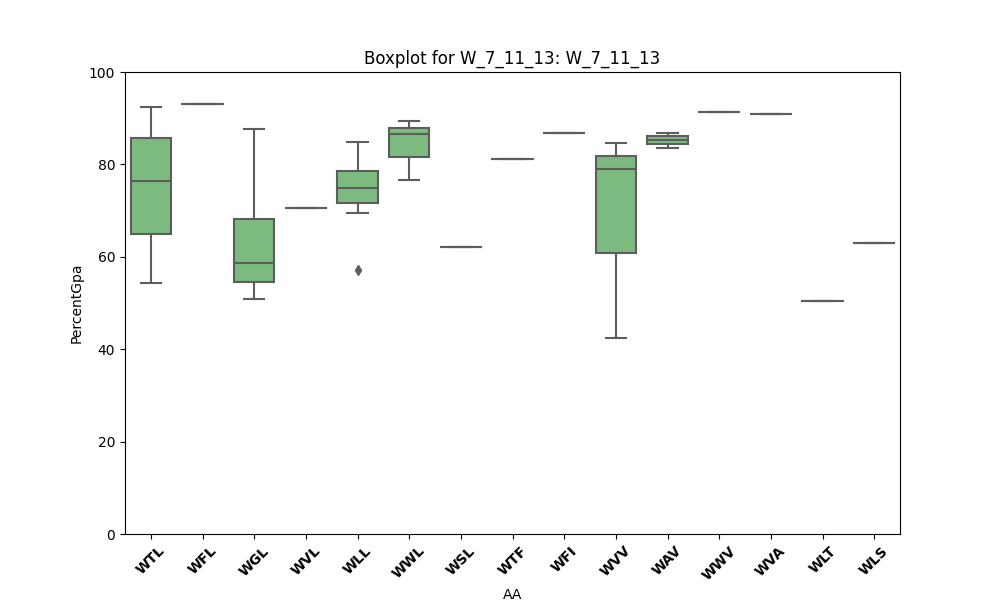 Boxplot for W_7_11_13: W_7_11_13
100
80
60
40
20
0
PercentGpa
WTL WFL WGL WVL WLL WWL WSL WTF WFI WVV WAV WWV WVA WLT WLS
AA